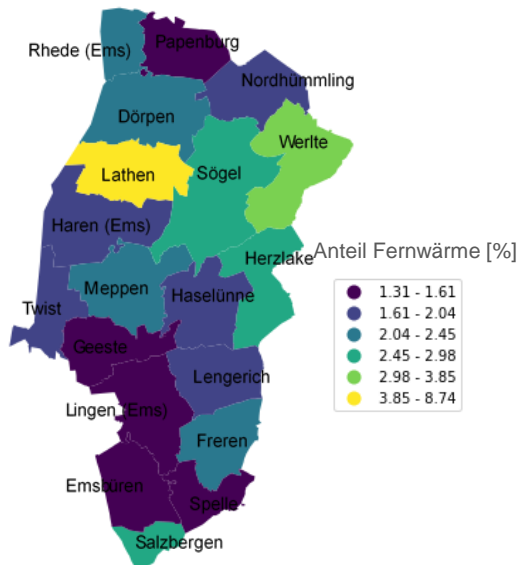 Papenburg
Rhede (Ems)
Nordhümmling
Dörpen
Werlte
Lathen
Sögel
Haren (Ems)
Herzlake
Anteil Fernwärme [%]
Meppen
Haselünne
Twist
Geeste
Lengerich
Lingen (Ems)
Freren
Emsbüren
Spelle
Salzbergen
1.31 - 1.61
1.61 - 2.04
2.04 - 2.45
2.45 - 2.98
2.98 - 3.85
3.85 - 8.74